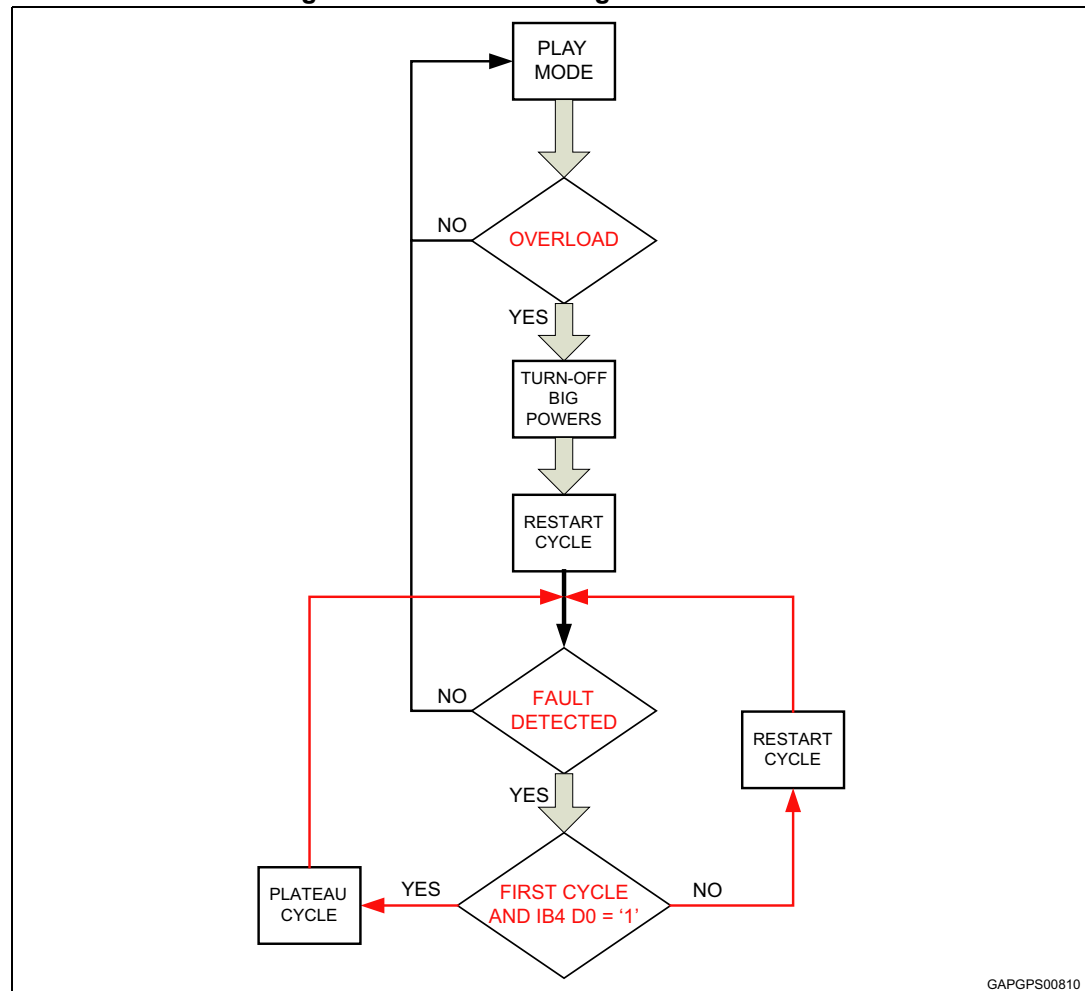 PLAY
MODE
NO
OVERLOAD
YES
TURN-OFF
BIG
POWERS
RESTART
CYCLE
NO
FAULT
DETECTED
RESTART
CYCLE
YES
PLATEAU
CYCLE
YES
FIRST CYCLE
AND IB4 D0 = ‘1’
NO
GAPGPS00810